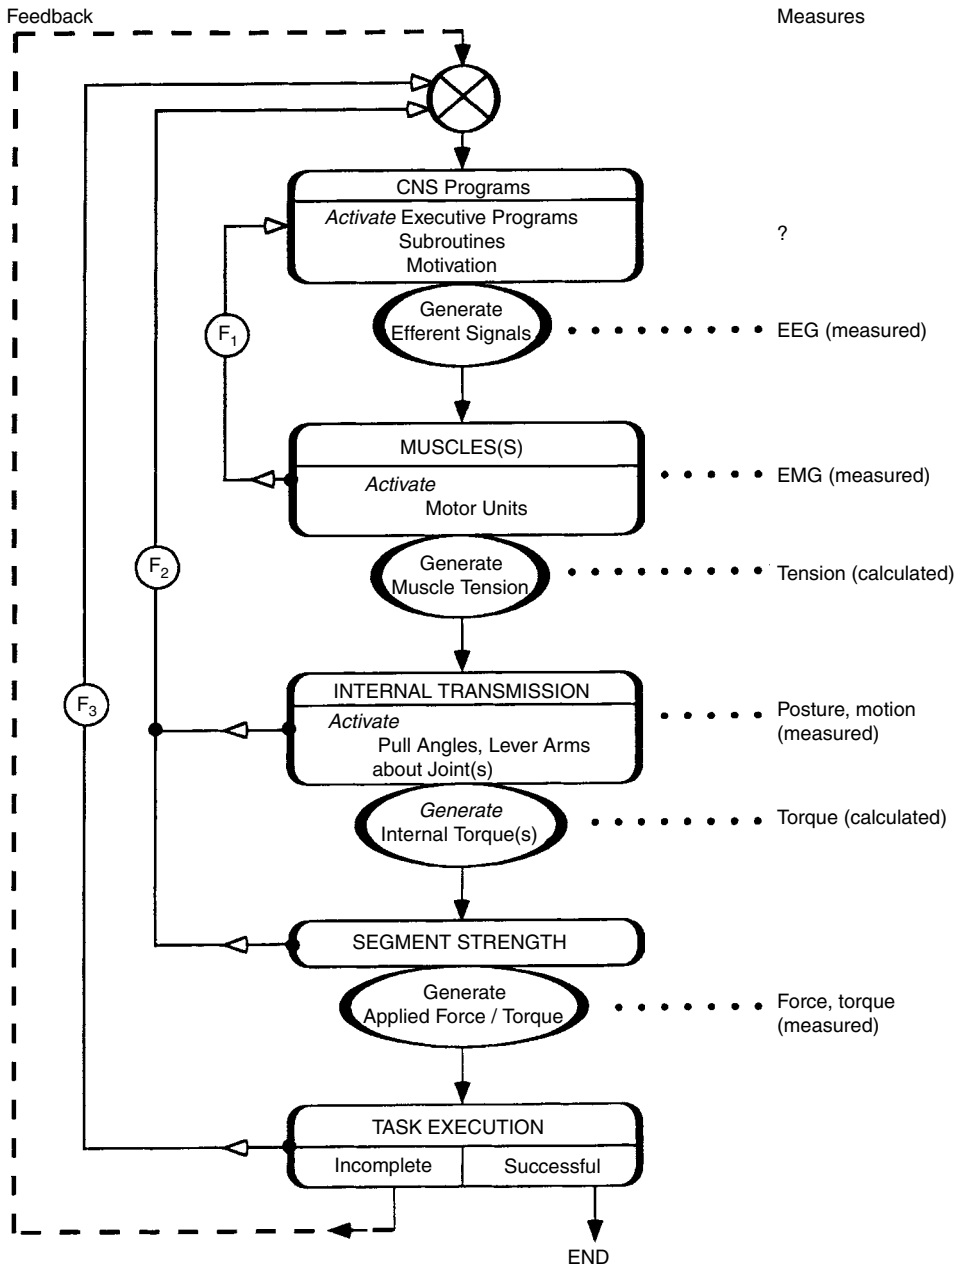 Feedback
Measures
CNS Programs
Activate Executive Programs
Subroutines
Motivation
?
Generate
Efferent Signals
EEG (measured)
F1
MUSCLES(S)
Activate
Motor Units
EMG (measured)
Generate
Muscle Tension
Tension (calculated)
F2
INTERNAL TRANSMISSION
Activate
Pull Angles, Lever Arms
about Joint(s)
Posture, motion
(measured)
F3
Generate
Internal Torque(s)
Torque (calculated)
SEGMENT STRENGTH
Generate
Applied Force / Torque
Force, torque
(measured)
TASK EXECUTION
Incomplete
Successful
END